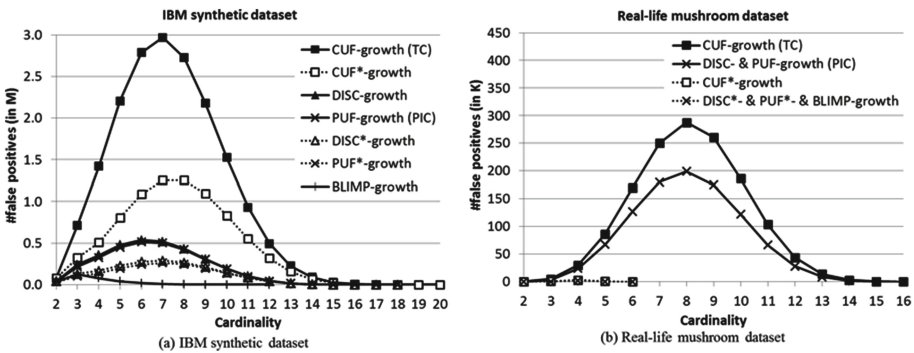 IBM synthetic dataset
#false positives (in M)
3.0
2.5
2.0
1.5
1.0
0.5
0.0
CUF-growth (TC)
CUF*-growth
DISC-growth
PUF-growth (PIC)
DISC*-growth
PUF*-growth
BLIMP-growth
2 3 4 5 6 7 8 9 10 11 12 13 14 15 16 17 18 19 20
Cardinality
(a) IBM synthetic dataset
Real-life mushroom dataset
#false positives (in K)
450
400
350
300
250
200
150
100
50
0
CUF-growth (TC)
DISC- & PUF-growth (PIC)
CUF*-growth
DISC*- & PUF*- & BLIMP-growth
2 3 4 5 6 7 8 9 10 11 12 13 14 15 16
Cardinality
(b) Real-life mushroom dataset